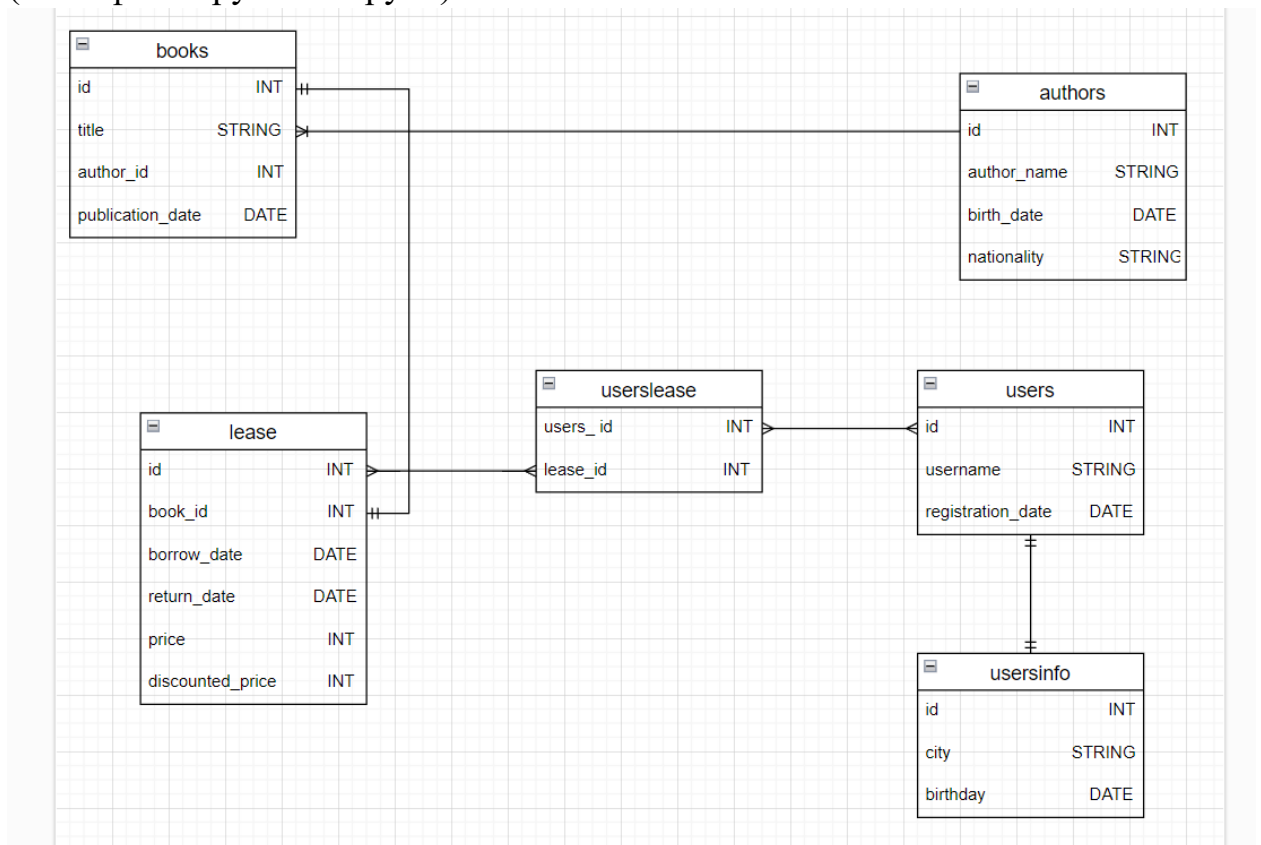 books
id INT
title STRING
author_id INT
publication_date DATE
authors
id INT
author_name STRING
birth_date DATE
nationality STRING
userslease
users_ id INT
lease_id INT
users
id INT
username STRING
registration_date DATE
lease
id INT
book_id INT
borrow_date DATE
return_date DATE
price INT
discounted_price INT
usersinfo
id INT
city STRING
birthday DATE